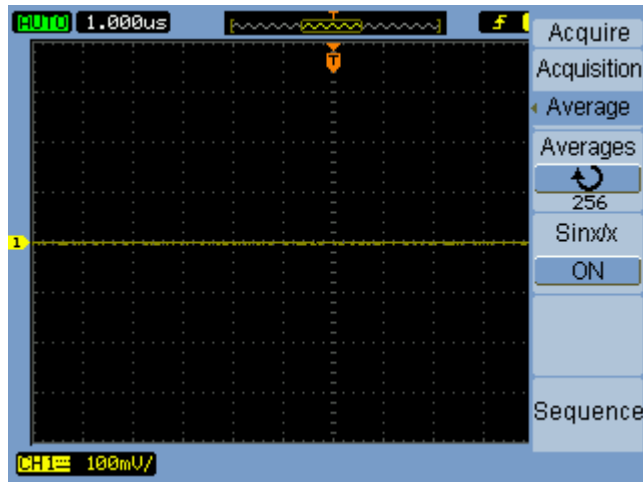 AUTO 1.000us
T
T
Acquire
Acquisition
Average
Averages
256
Sinx/x
ON
Sequence
1
CH1 100mV/